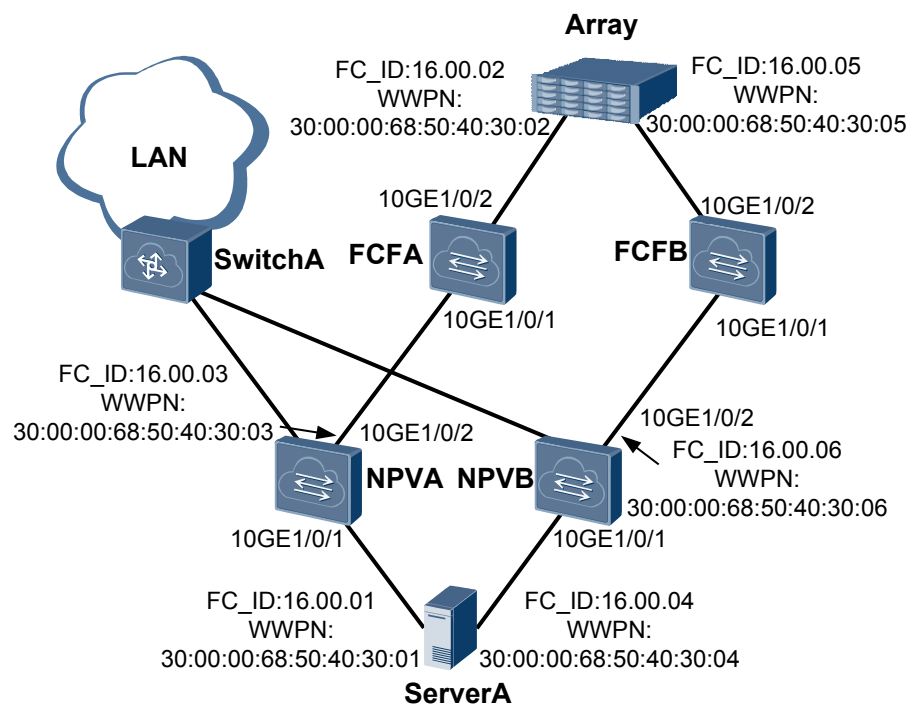 Array
FC_ID:16.00.02
WWPN:
30:00:00:68:50:40:30:02
FC_ID:16.00.05
WWPN:
30:00:00:68:50:40:30:05
LAN
10GE1/0/2
10GE1/0/2
SwitchA
FCFA
FCFB
10GE1/0/1
10GE1/0/1
FC_ID:16.00.03
WWPN:
30:00:00:68:50:40:30:03
10GE1/0/2
10GE1/0/2
FC_ID:16.00.06
WWPN:
30:00:00:68:50:40:30:06
NPVA
NPVB
10GE1/0/1
10GE1/0/1
FC_ID:16.00.01
WWPN:
30:00:00:68:50:40:30:01
FC_ID:16.00.04
WWPN:
30:00:00:68:50:40:30:04
ServerA